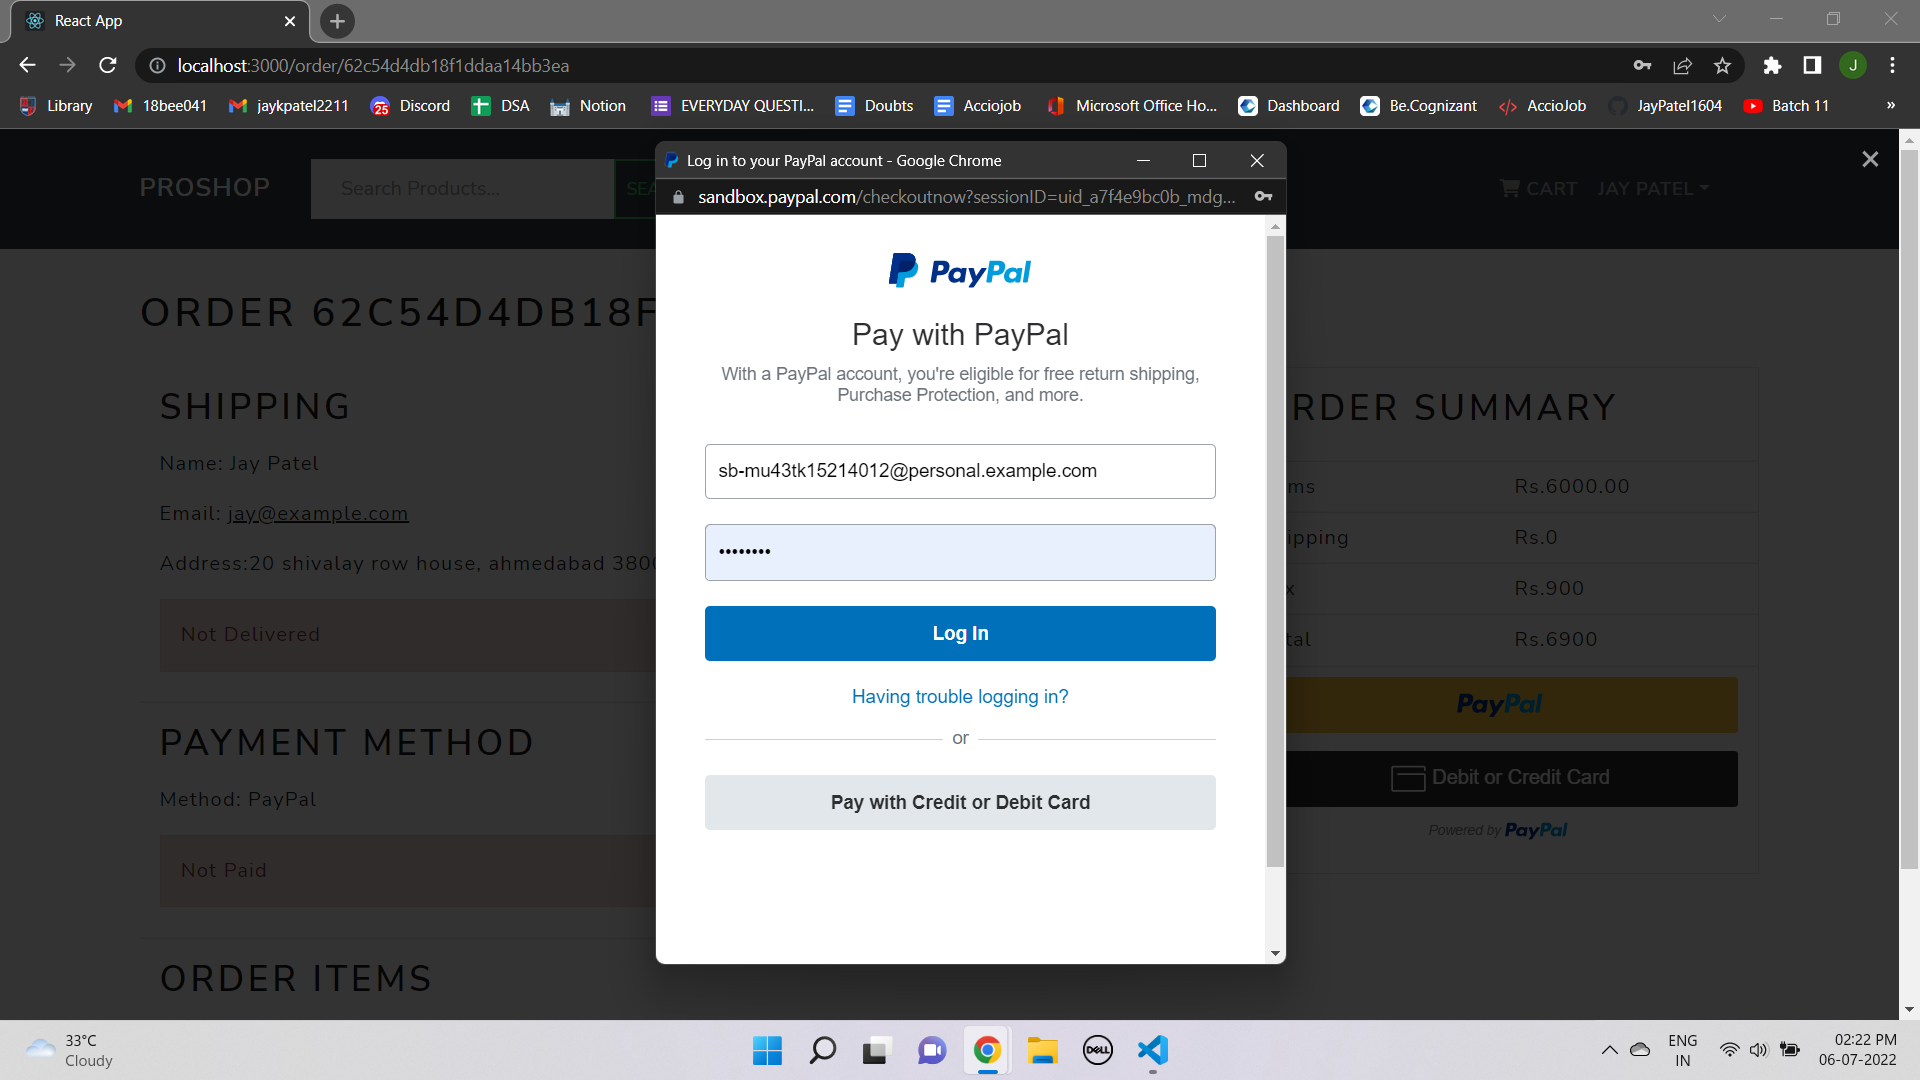 React App
localhost:3000/order/62c54d4db18f1ddaa14bb3ea
J
Library 18bee041 jaykpatel2211 25 Discord DSA Notion EVERYDAY QUESTI... Doubts Acciojob Microsoft Office Ho... Dashboard Be.Cognizant AccioJob JayPatel1604 Batch 11 »
PROSHOP
Search Products...
CART JAY PATEL
Log in to your PayPal account - Google Chrome
sandbox.paypal.com/checkoutnow?sessionID=uid_a7f4e9bc0b_mdg...
PayPal
Pay with PayPal
With a PayPal account, you're eligible for free return shipping,
Purchase Protection, and more.
sb-mu43tk15214012@personal.example.com
••••••••
Log In
Having trouble logging in?
or
Pay with Credit or Debit Card
ORDER 62C54D4DB18F
SHIPPING
Name: Jay Patel
Email: jay@example.com
Address:20 shivalay row house, ahmedabad 3800
Not Delivered
PAYMENT METHOD
Method: PayPal
Not Paid
ORDER ITEMS
RDER SUMMARY
ms Rs.6000.00
ipping Rs.0
x Rs.900
tal Rs.6900
PayPal
Debit or Credit Card
Powered by PayPal
33°C
Cloudy
DELL
ENG
IN
02:22 PM
06-07-2022